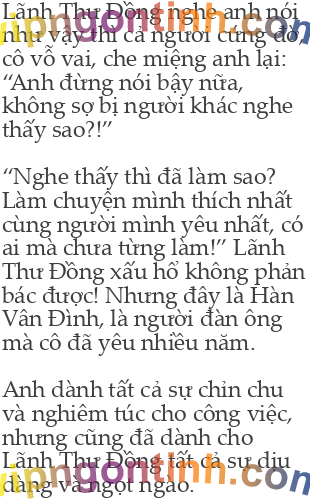 Lãnh Thư Đồng nghe anh nói
như vậy thì cả người cứng đờ,
cô vỗ vai, che miệng anh lại:
“Anh đừng nói bậy nữa,
không sợ bị người khác nghe
thấy sao?!”
“Nghe thấy thì đã làm sao?
Làm chuyện mình thích nhất
cùng người mình yêu nhất, có
ai mà chưa từng làm!” Lãnh
Thư Đồng xấu hổ không phản
bác được! Nhưng đây là Hàn
Vân Đình, là người đàn ông
mà cô đã yêu nhiều năm.
Anh dành tất cả sự chỉn chu
và nghiêm túc cho công việc,
nhưng cũng đã dành cho
Lãnh Thư Đồng tất cả sự dịu
dàng và ngọt ngào.